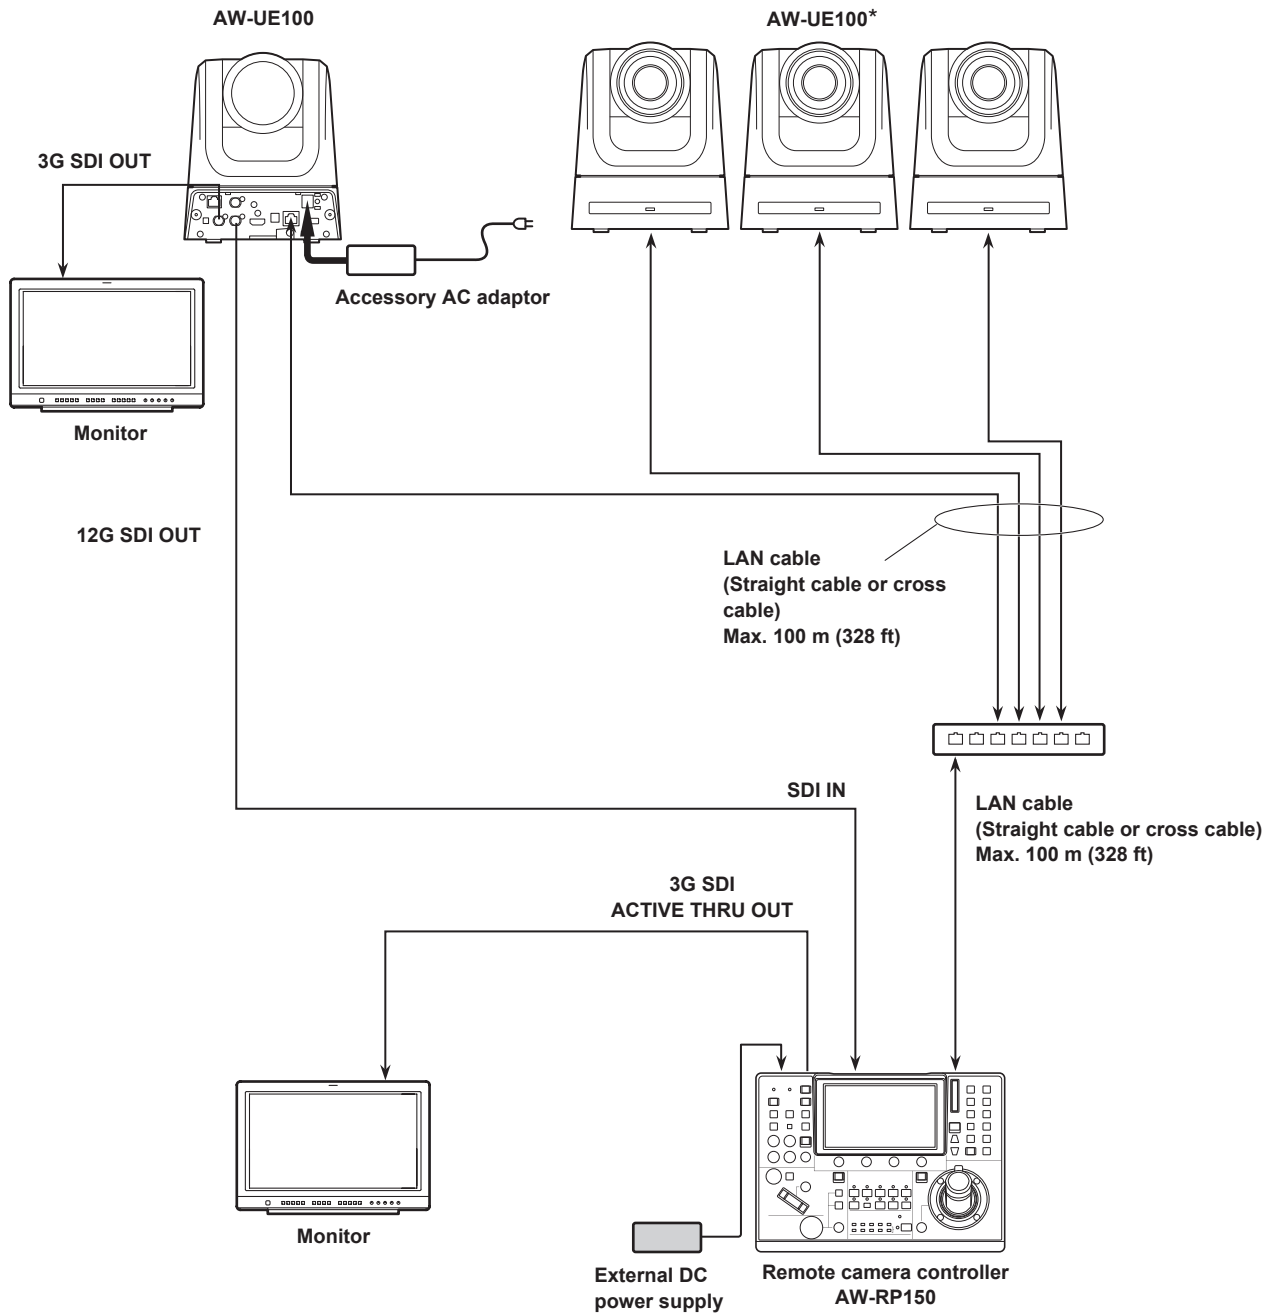 AW-UE100
AW-UE100*
3G SDI OUT
Accessory AC adaptor
Monitor
12G SDI OUT
LAN cable
(Straight cable or cross
cable)
Max. 100 m (328 ft)
SDI IN
LAN cable
(Straight cable or cross cable)
Max. 100 m (328 ft)
3G SDI
ACTIVE THRU OUT
Monitor
External DC
power supply
Remote camera controller
AW-RP150